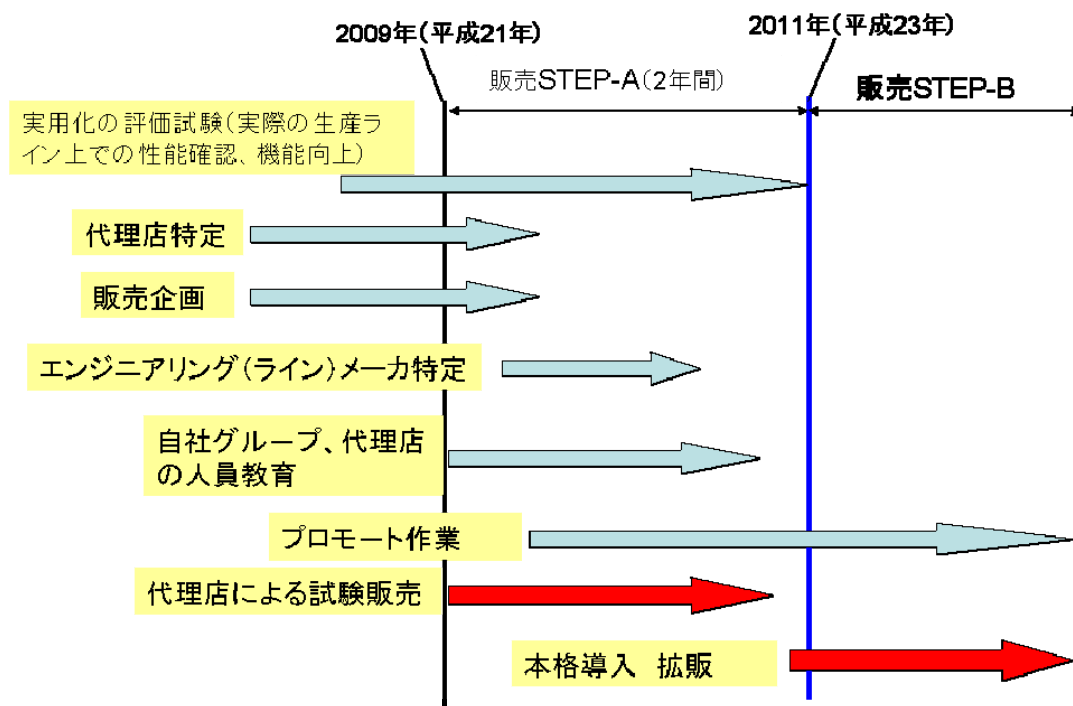 2009年(平成21年)
2011年(平成23年)
販売STEP-A(2年間)
販売STEP-B
実用化の評価試験(実際の生産ラ
イン上での性能確認、機能向上)
代理店特定
販売企画
エンジニアリング(ライン)メーカ特定
自社グループ、代理店
の人員教育
プロモート作業
代理店による試験販売
本格導入 拡販